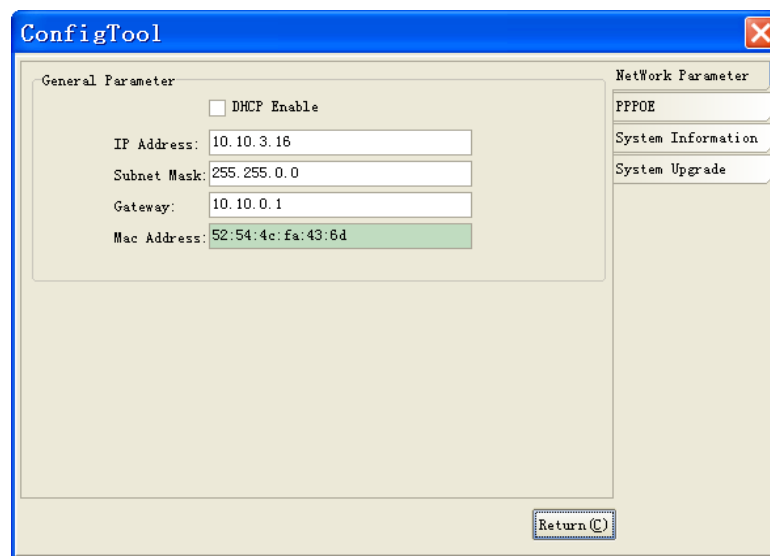 ConfigTool
General Parameter
DHCP Enable
IP Address: 10.10.3.16
Subnet Mask: 255.255.0.0
Gateway: 10.10.0.1
Mac Address: 52:54:4c:fa:43:6d
NetWork Parameter
PPPOE
System Information
System Upgrade
Return(C)